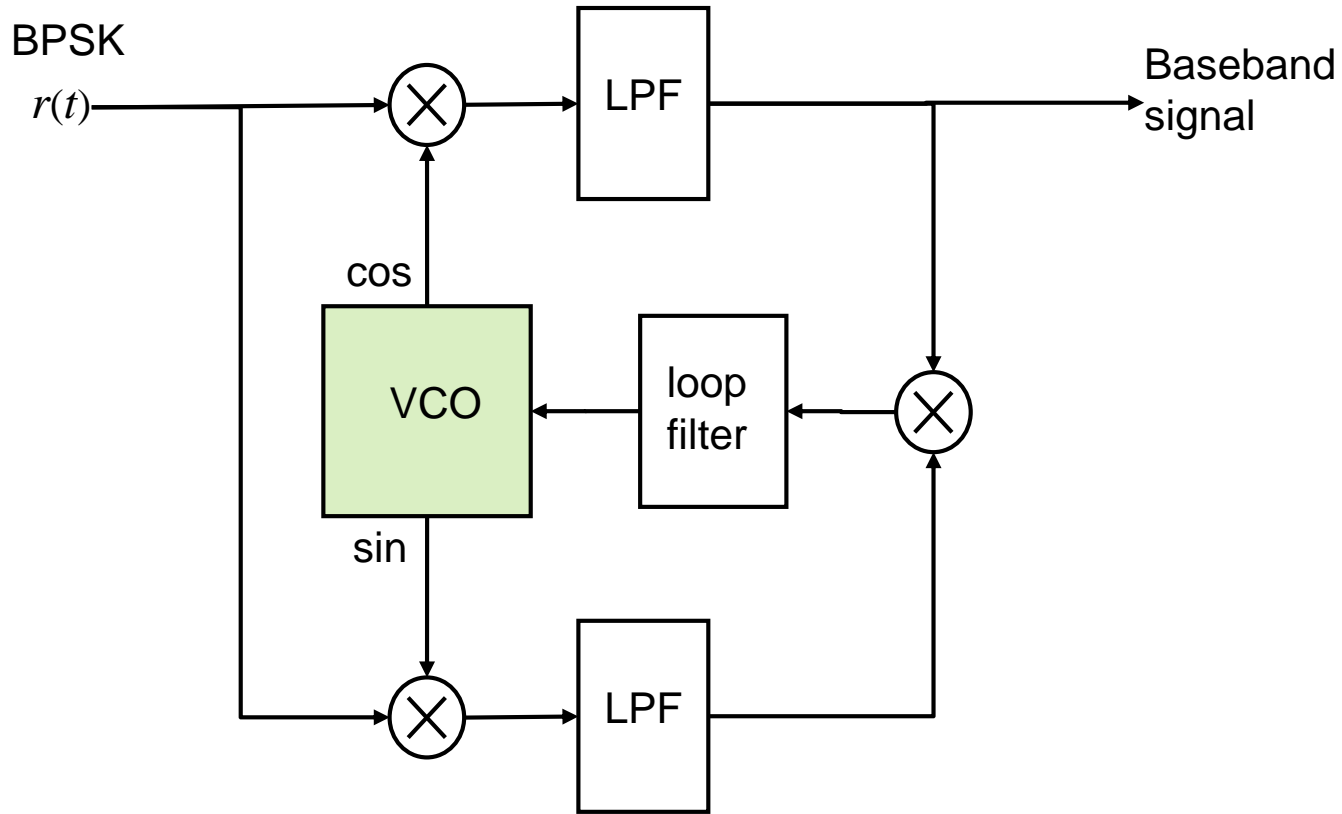 BPSK
r(t)
LPF
Baseband
signal
cos
VCO
loop
filter
sin
LPF